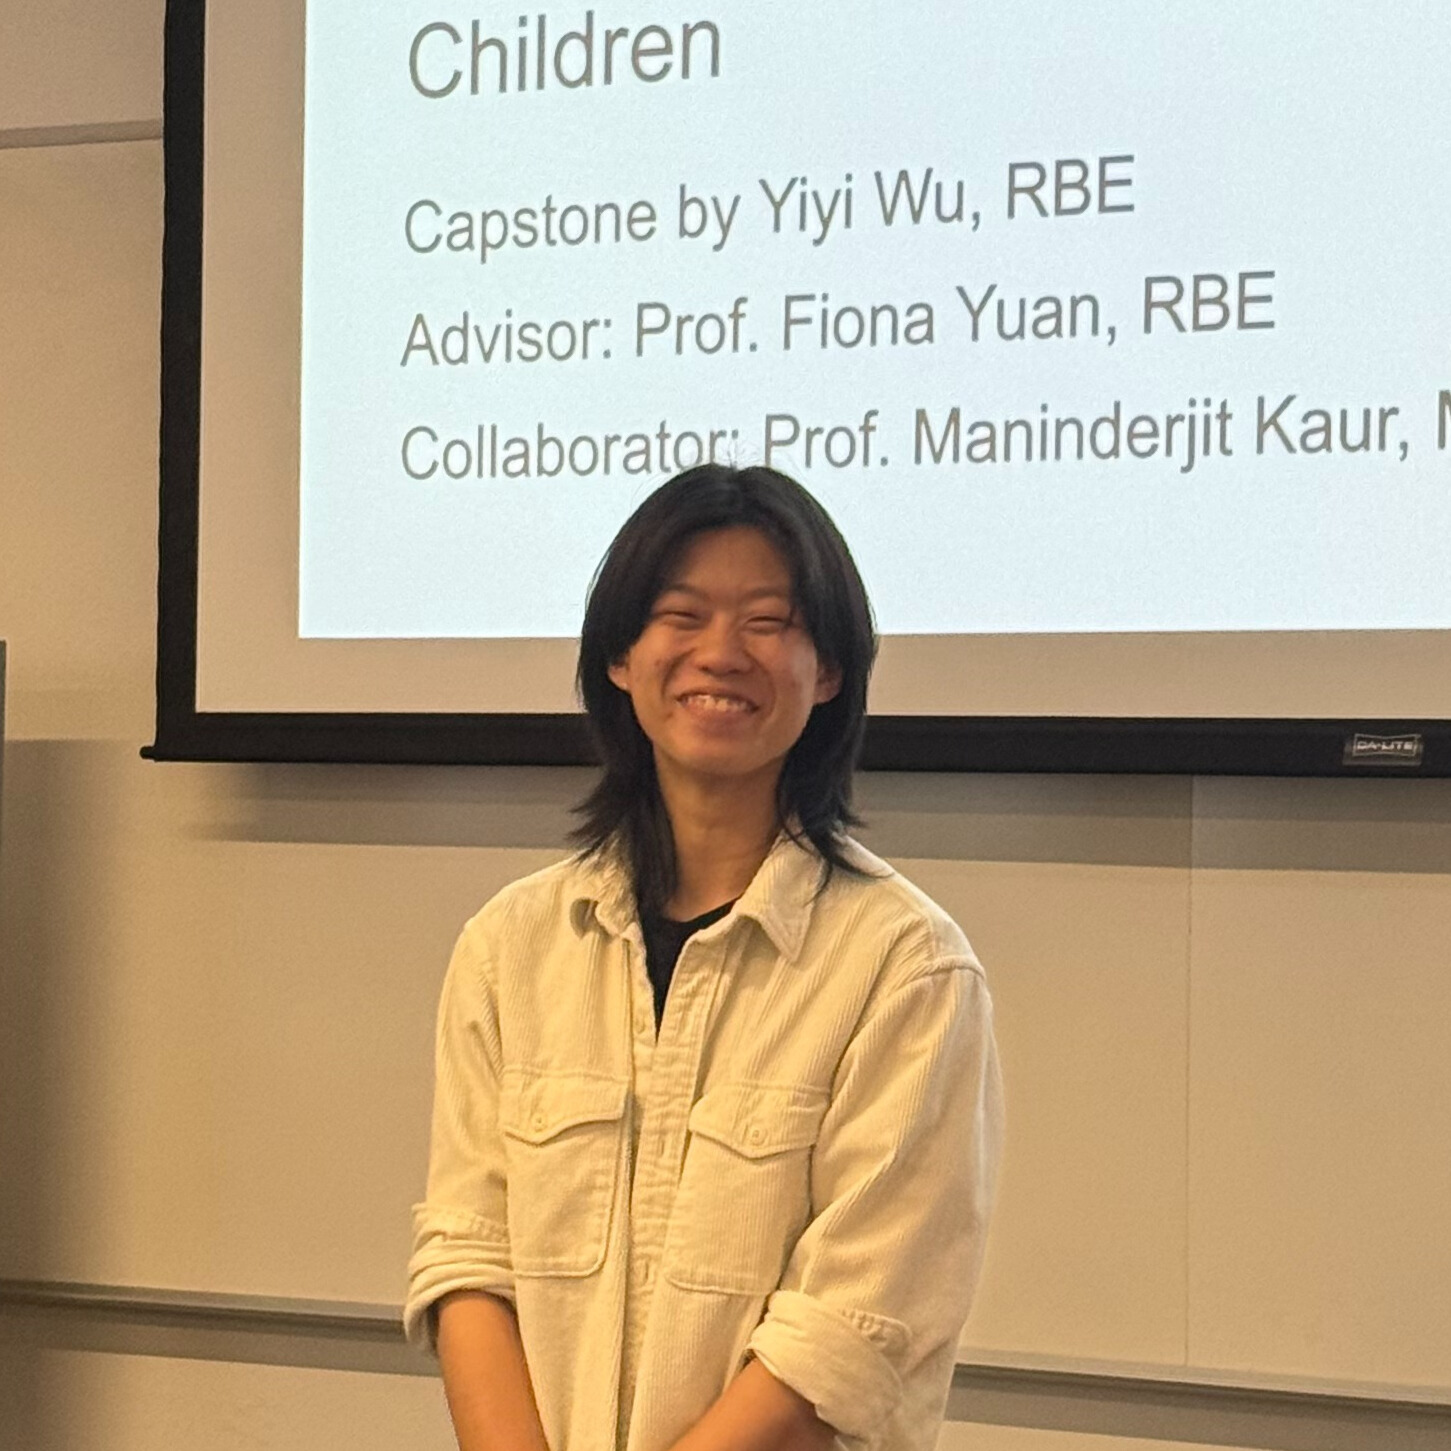 Children
Capstone by Yiyi Wu, RBE
Advisor: Prof. Fiona Yuan, RBE
Collaborator: Prof. Maninderjit Kaur,
DA-LITE